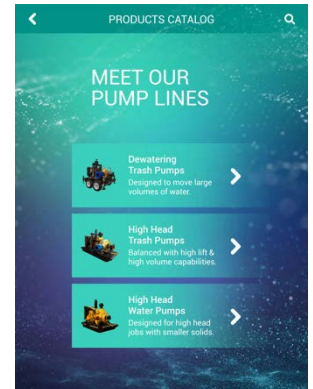 PRODUCTS CATALOG
MEET OUR
PUMP LINES
Dewatering
Trash Pumps
Designed to move large
volumes of water.
High Head
Trash Pumps
Balanced with high lift &
high volume capabilities.
High Head
Water Pumps
Designed for high head
jobs with smaller solids.